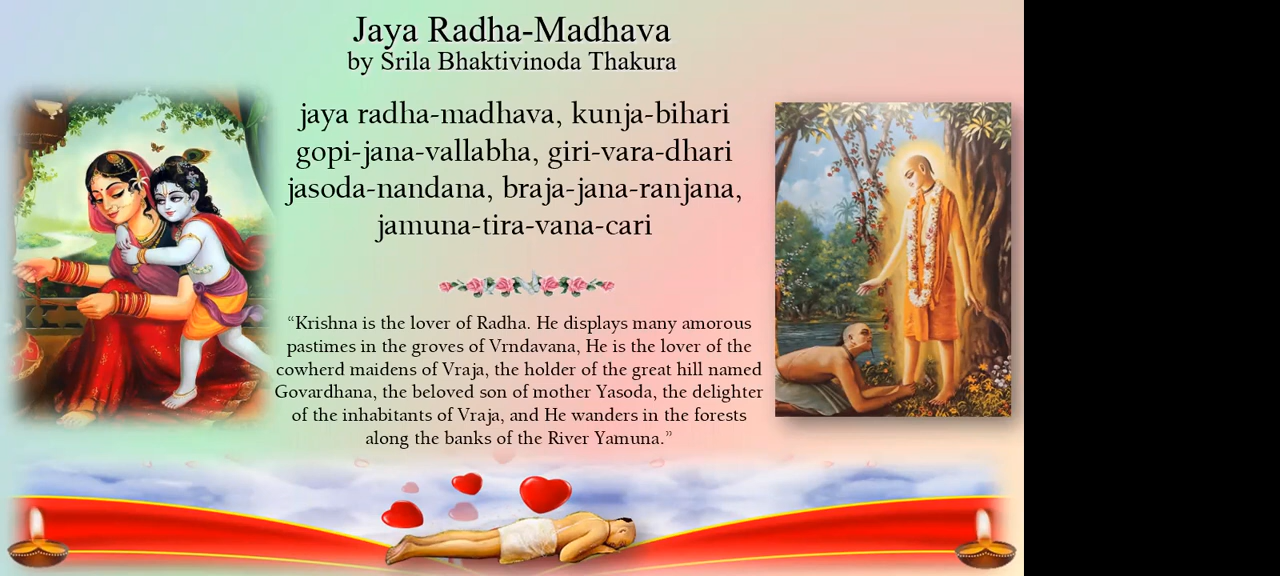 Jaya Radha-Madhava
by Srila Bhaktivinoda Thakura
jaya radha-madhava, kunja-bihari
gopi-jana-vallabha, giri-vara-dhari
jasoda-nandana, braja-jana-ranjana,
jamuna-tira-vana-cari
“Krishna is the lover of Radha. He displays many amorous
pastimes in the groves of Vrndavana, He is the lover of the
cowherd maidens of Vraja, the holder of the great hill named
Govardhana, the beloved son of mother Yasoda, the delighter
of the inhabitants of Vraja, and He wanders in the forests
along the banks of the River Yamuna.”